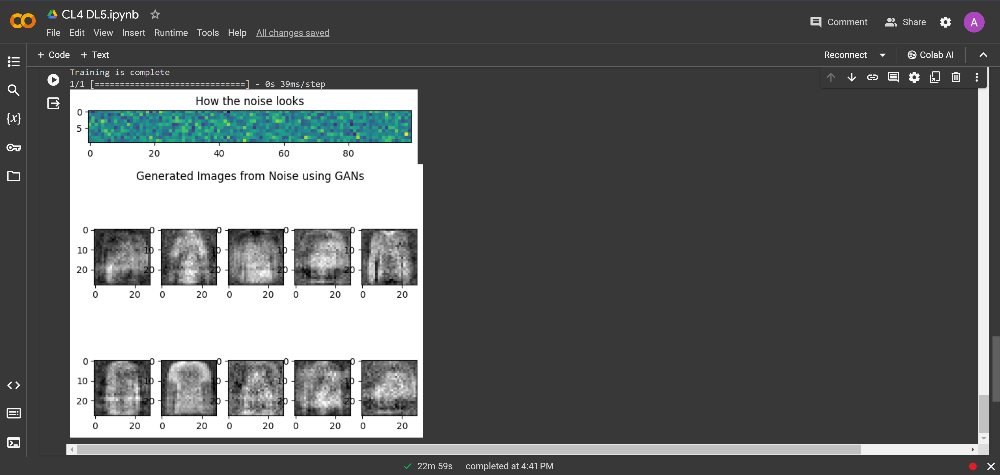 CL4 DL5.ipynb
Comment
Share
A
File Edit View Insert Runtime Tools Help All changes saved
+ Code + Text
Reconnect
Colab AI
Training is complete
1/1 [==============================] - 0s 39ms/step
{x}
How the noise looks
0
5
0 20 40 60 80
Generated Images from Noise using GANs
0 0 0 0 0
10 10 10 10 10
20 20 20 20 20
0 20 0 20 0 20 0 20 0 20
0 0 0 0 0
10 10 10 10 10
20 20 20 20 20
0 20 0 20 0 20 0 20 0 20
22m 59s completed at 4:41 PM